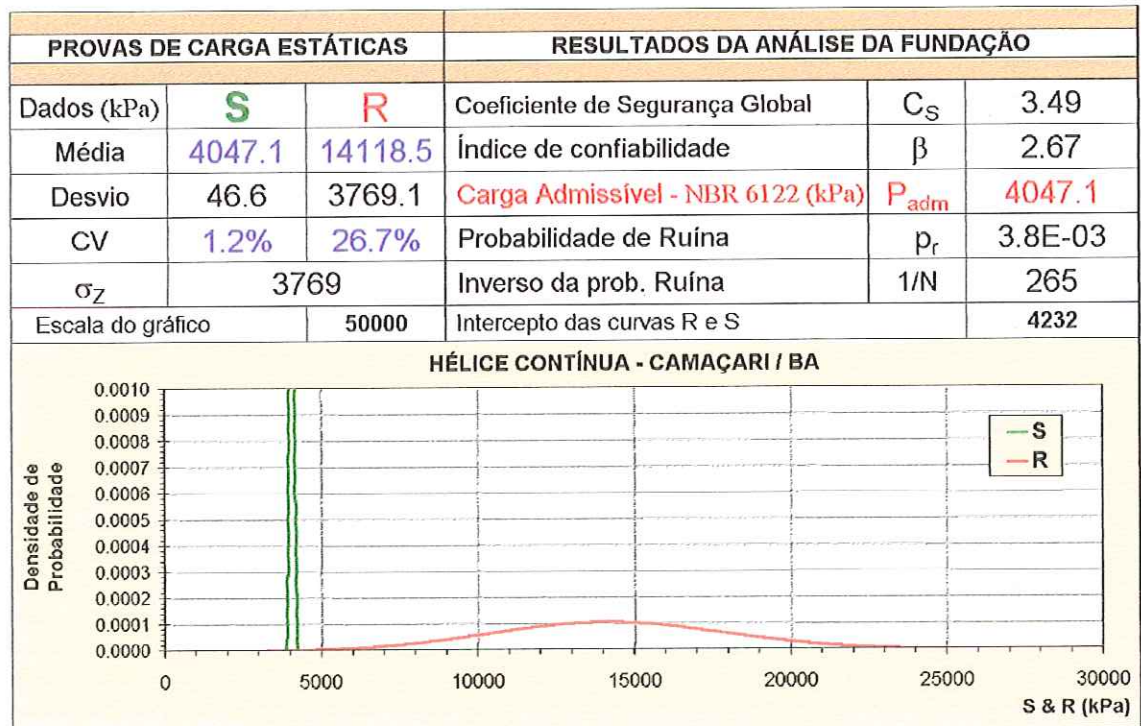 PROVAS DE CARGA ESTÁTICAS
RESULTADOS DA ANÁLISE DA FUNDAÇÃO
Dados (kPa) S R Coeficiente de Segurança Global C_S 3.49
Média 4047.1 14118.5 Índice de confiabilidade β 2.67
Desvio 46.6 3769.1 Carga Admissível - NBR 6122 (kPa) P_adm 4047.1
CV 1.2% 26.7% Probabilidade de Ruína p_r 3.8E-03
σ_Z 3769 Inverso da prob. Ruína 1/N 265
Escala do gráfico 50000 Intercepto das curvas R e S 4232
HÉLICE CONTÍNUA - CAMAÇARI / BA
Densidade de
Probabilidade
0.0010
0.0009
0.0008
0.0007
0.0006
0.0005
0.0004
0.0003
0.0002
0.0001
0.0000
S
R
0 5000 10000 15000 20000 25000 30000
S & R (kPa)